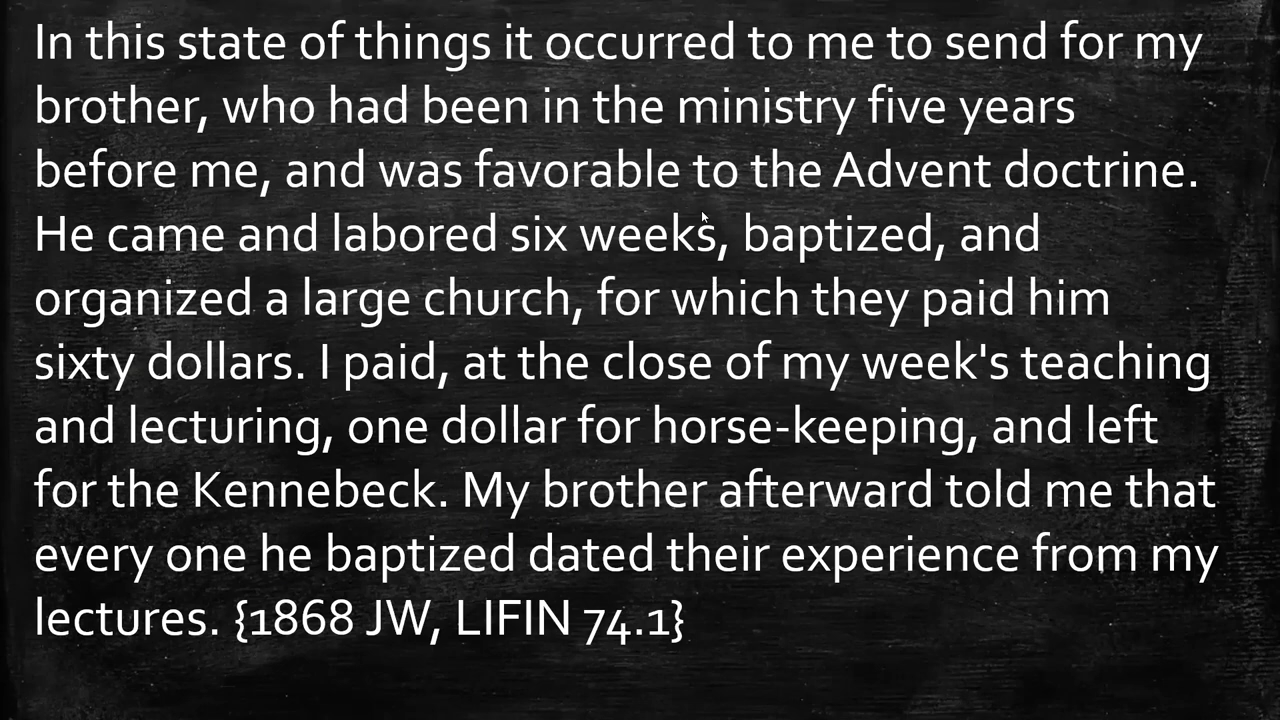 In this state of things it occurred to me to send for my
brother, who had been in the ministry five years
before me, and was favorable to the Advent doctrine.
He came and labored six weeks, baptized, and
organized a large church, for which they paid him
sixty dollars. I paid, at the close of my week's teaching
and lecturing, one dollar for horse-keeping, and left
for the Kennebeck. My brother afterward told me that
every one he baptized dated their experience from my
lectures. {1868 JW, LIFIN 74.1}